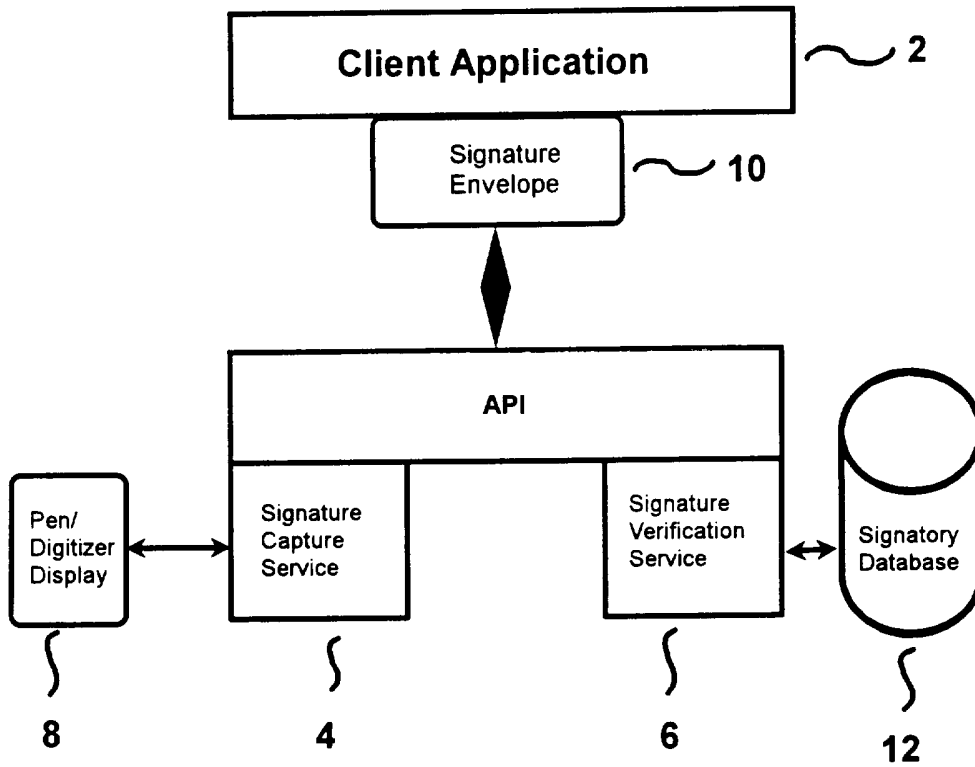 Client Application
2
Signature
Envelope
10
API
Pen/
Digitizer
Display
Signature
Capture
Service
Signature
Verification
Service
Signatory
Database
8
4
6
12